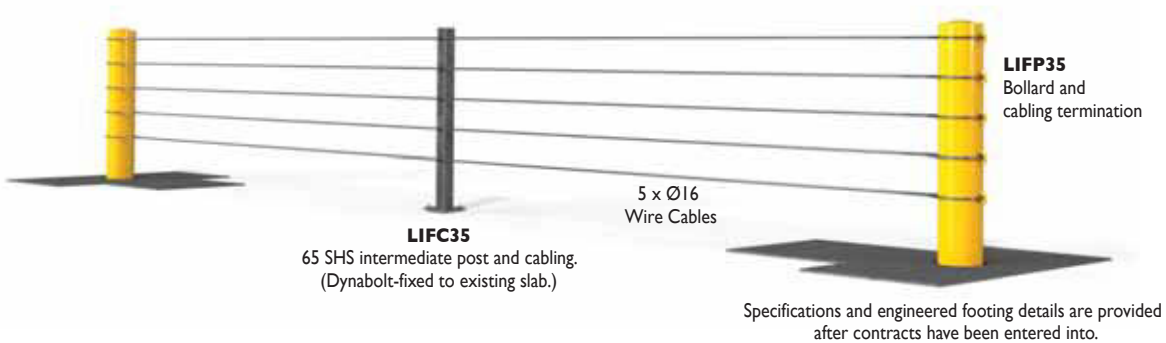 LIFP35
Bollard and
cabling termination
5 x Ø16
Wire Cables
LIFC35
65 SHS intermediate post and cabling.
(Dynabolt-fixed to existing slab.)
Specifications and engineered footing details are provided
after contracts have been entered into.